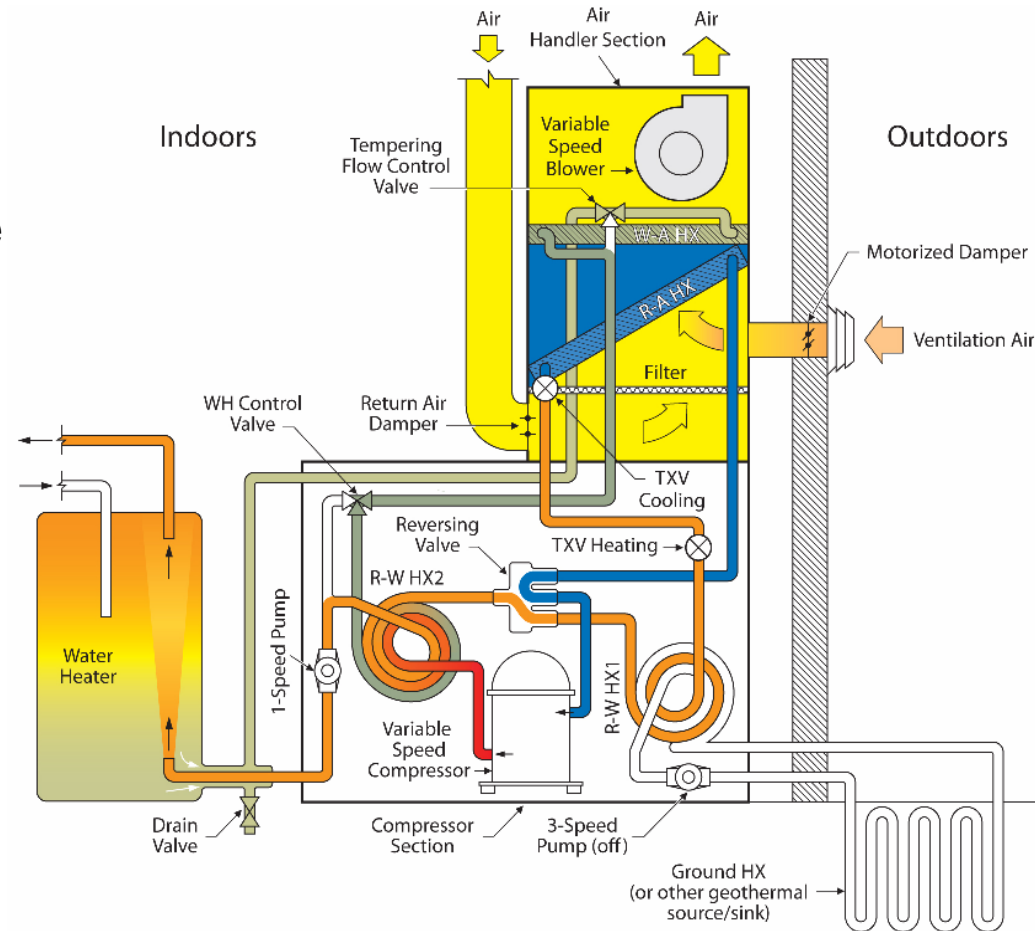 Air
Air
Handler Section
Air
Indoors
Outdoors
Variable
Speed
Blower
Tempering
Flow Control
Valve
W-A HX
Motorized Damper
R-A HX
Ventilation Air
Filter
WH Control
Valve
Return Air
Damper
TXV
Cooling
Reversing
Valve
TXV Heating
R-W HX2
Water
Heater
1-Speed Pump
R-W HX1
Variable
Speed
Compressor
Drain
Valve
Compressor
Section
3-Speed
Pump (off)
Ground HX
(or other geothermal
source/sink)